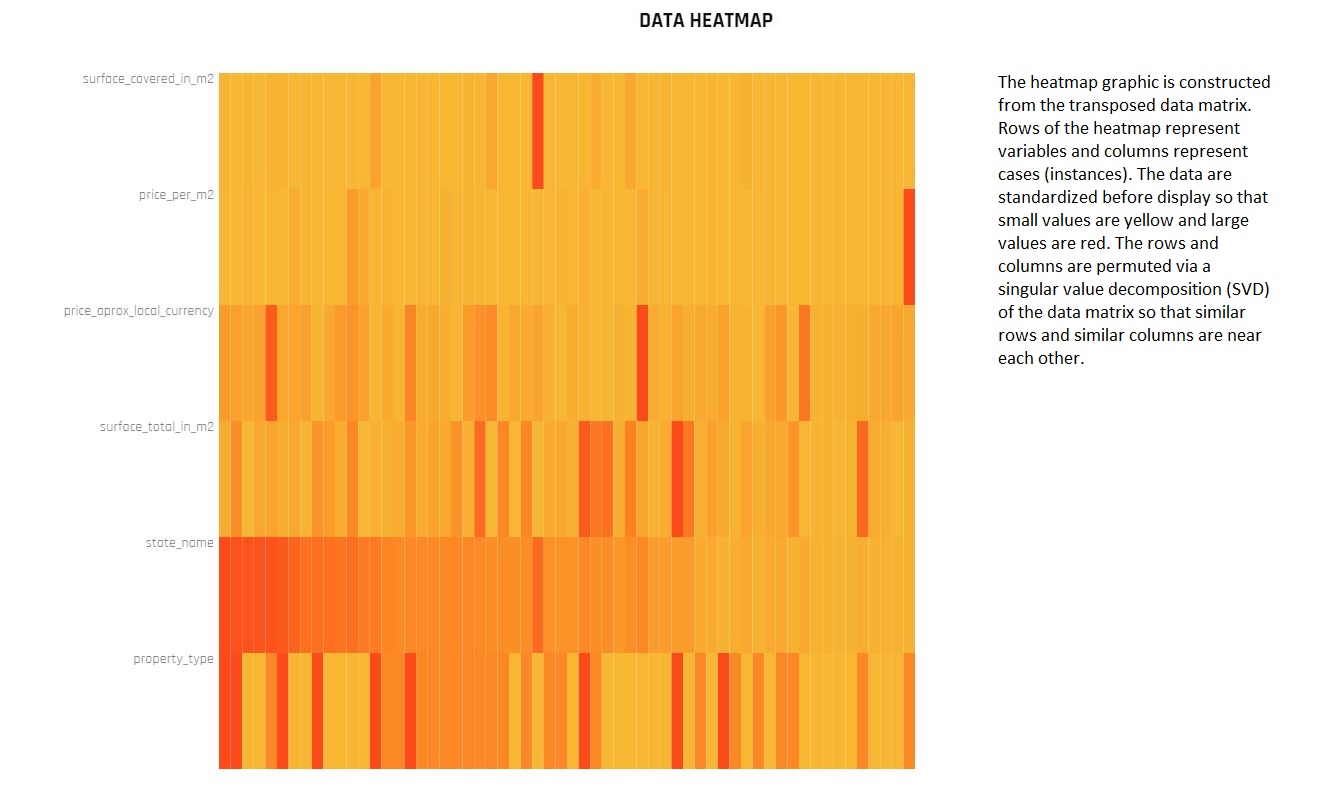 DATA HEATMAP
surface_covered_in_m2
price_per_m2
price_aprox_local_currency
surface_total_in_m2
state_name
property_type
The heatmap graphic is constructed
from the transposed data matrix.
Rows of the heatmap represent
variables and columns represent
cases (instances). The data are
standardized before display so that
small values are yellow and large
values are red. The rows and
columns are permuted via a
singular value decomposition (SVD)
of the data matrix so that similar
rows and similar columns are near
each other.